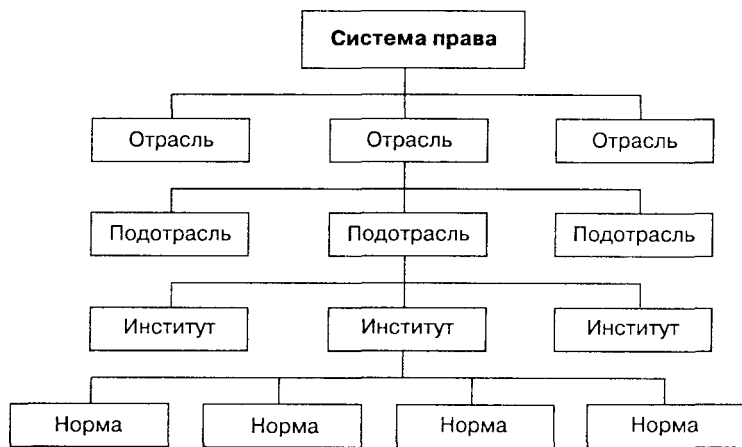 Система права
Отрасль Отрасль Отрасль
Подотрасль Подотрасль Подотрасль
Институт Институт Институт
Норма Норма Норма Норма